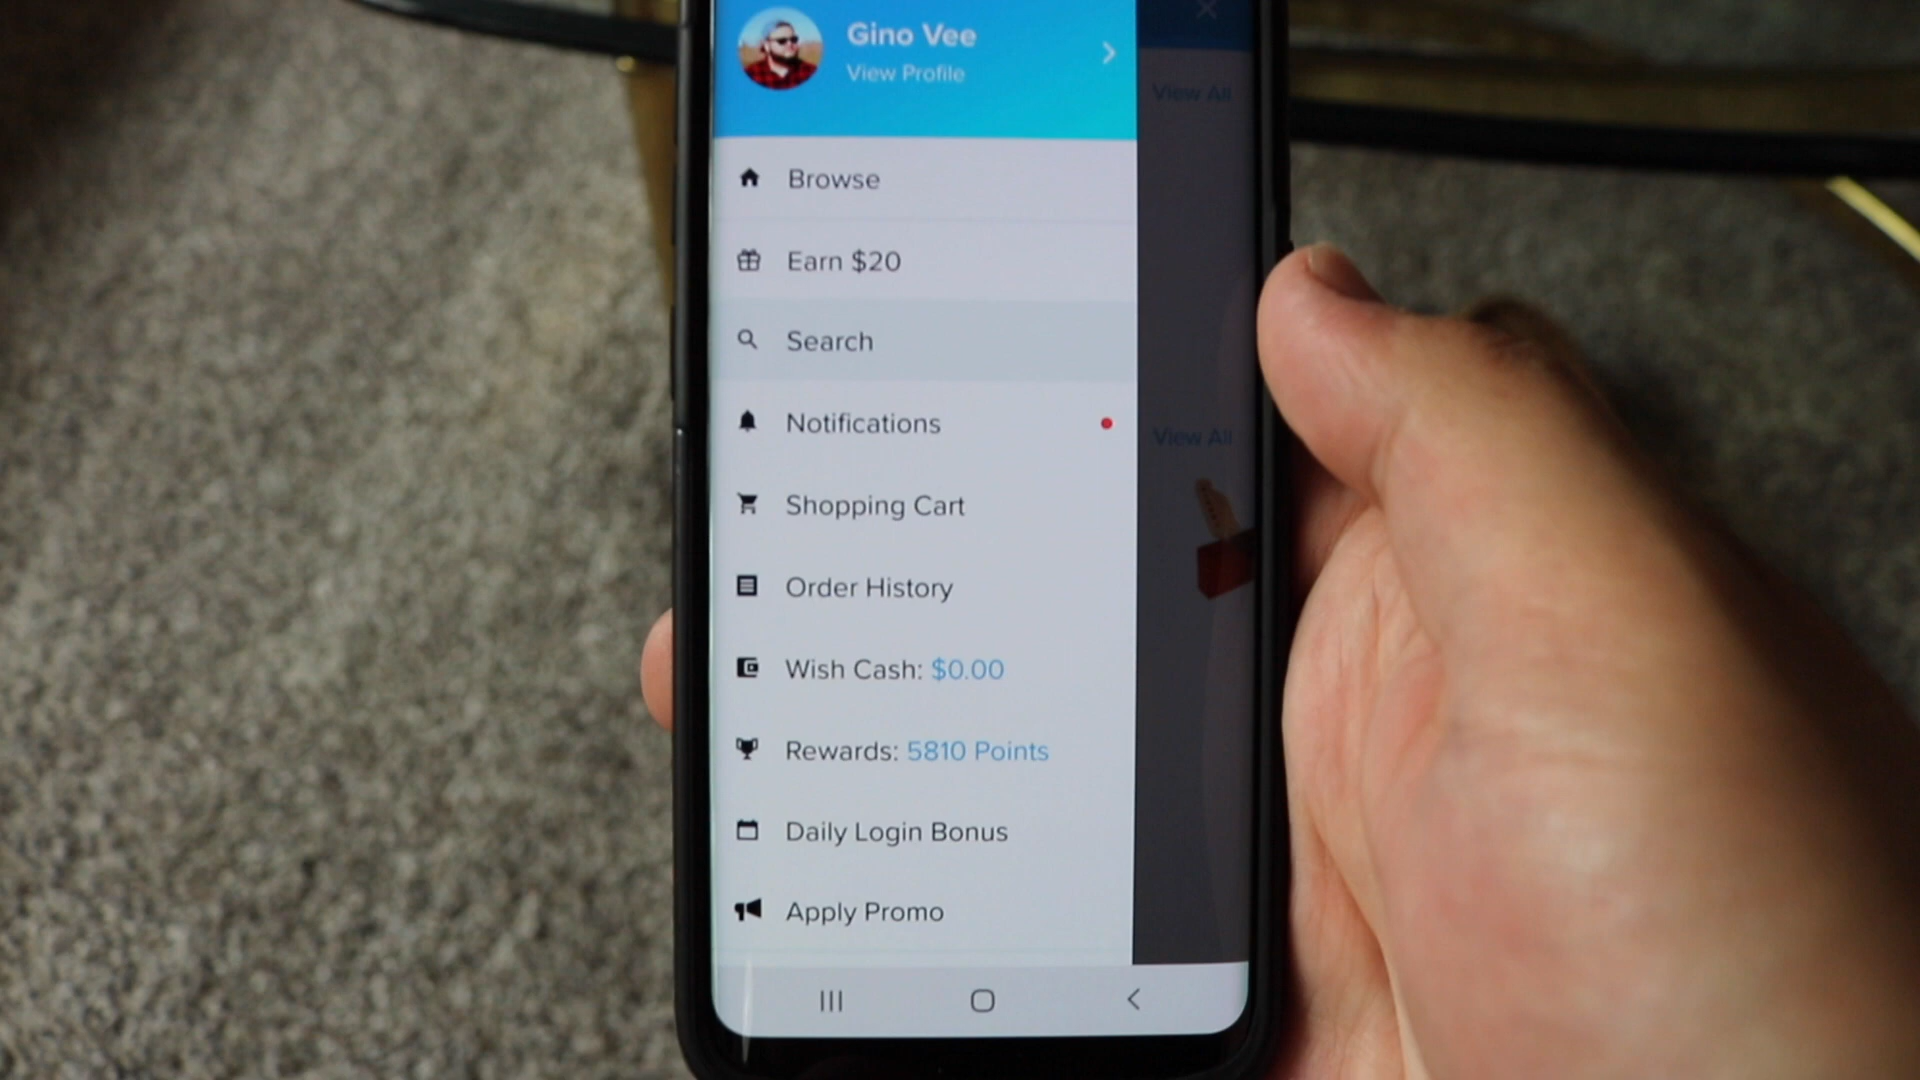 Gino Vee
View Profile
View All
Browse
Earn $20
Search
Notifications
View All
Shopping Cart
Order History
Wish Cash: $0.00
Rewards: 5810 Points
Daily Login Bonus
Apply Promo